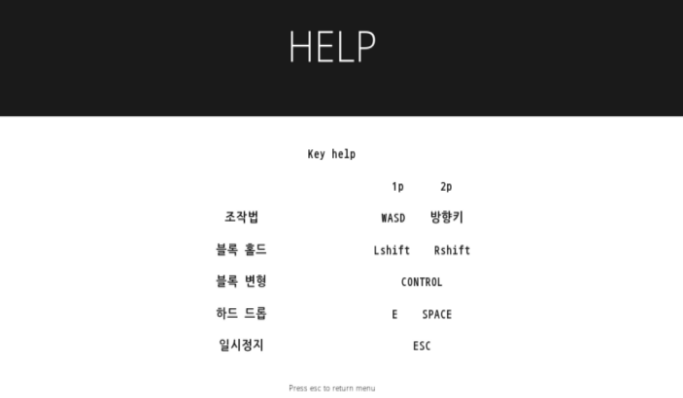 HELP
Key help
1p 2p
조작법 WASD 방향키
블록 홀드 Lshift Rshift
블록 변형 CONTROL
하드 드롭 E SPACE
일시정지 ESC
Press esc to return menu